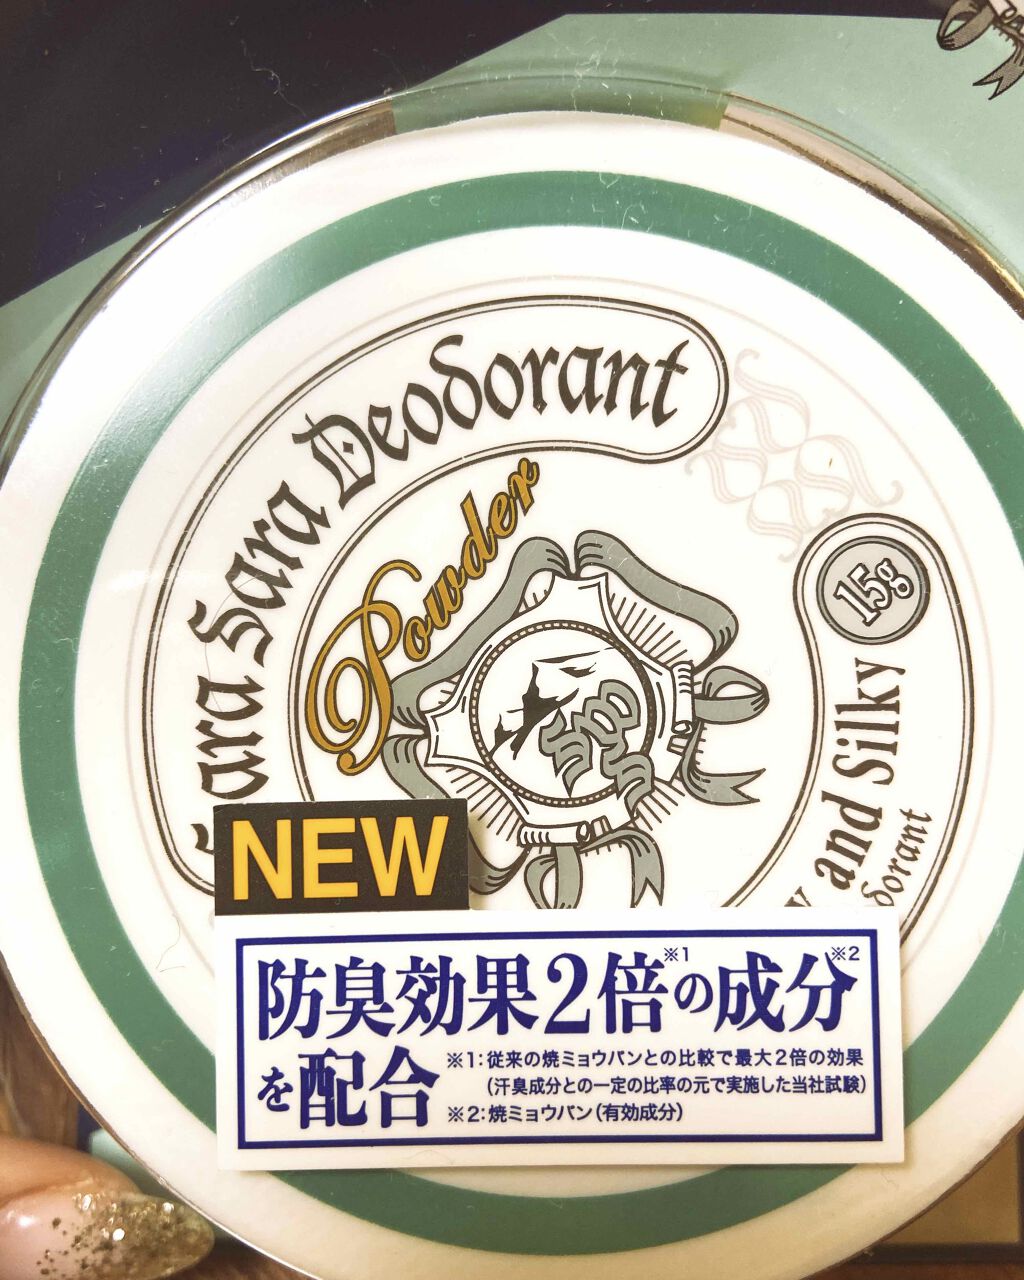 Sara Sara Deodorant
Powder
15g
and Silky
NEW
防臭効果2倍※1の成分※2
を配合
※1:従来の焼ミョウバンとの比較で最大2倍の効果
(汗臭成分との一定の比率の元で実施した当社試験)
※2:焼ミョウバン(有効成分)